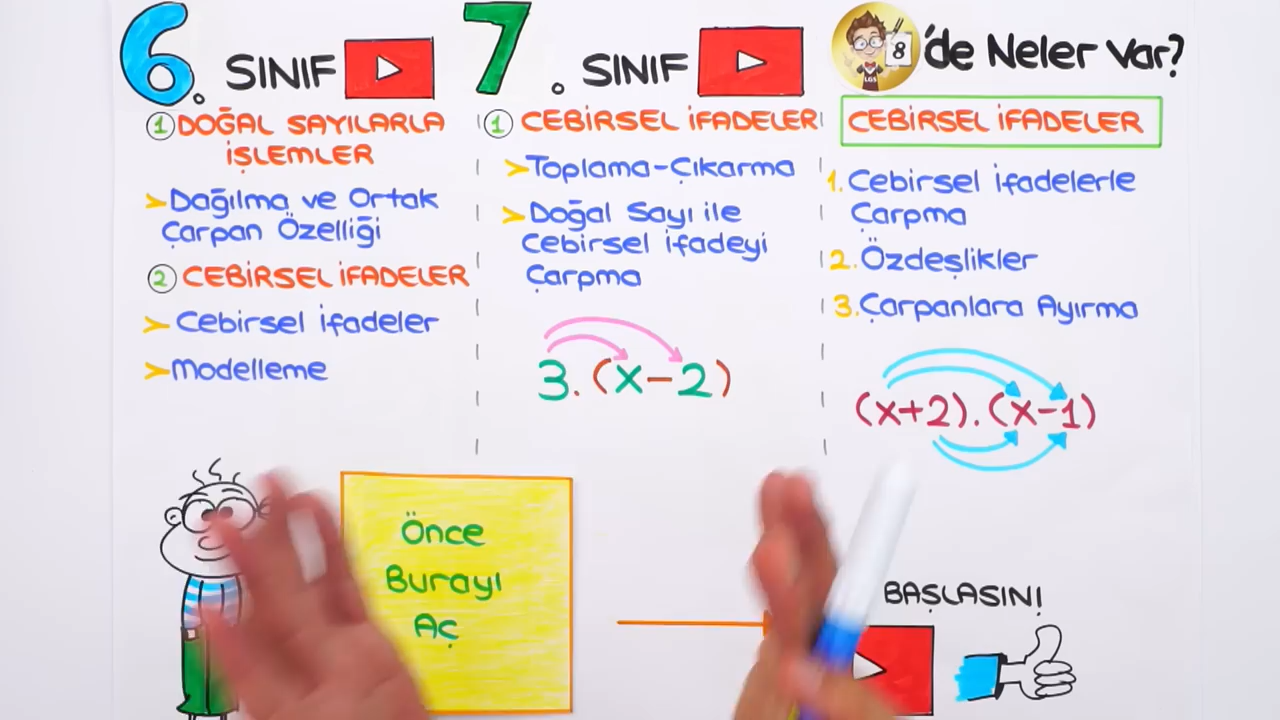 6. SINIF
1 DOĞAL SAYILARLA
İŞLEMLER
➢Dağılma ve Ortak
Çarpan Özelliği
2 CEBİRSEL İFADELER
➢ Cebirsel İfadeler
➢Modelleme
7. SINIF
1 CEBİRSEL İFADELER
➢Toplama-Çıkarma
➢Doğal Sayı ile
Cebirsel İfadeyi
Çarpma
3.(x-2)
8 'de Neler Var?
LGS
CEBİRSEL İFADELER
1. Cebirsel İfadelerle
Çarpma
2. Özdeşlikler
3. Çarpanlara Ayırma
(x+2).(x-1)
Önce
Burayı
Aç
BAŞLASIN!